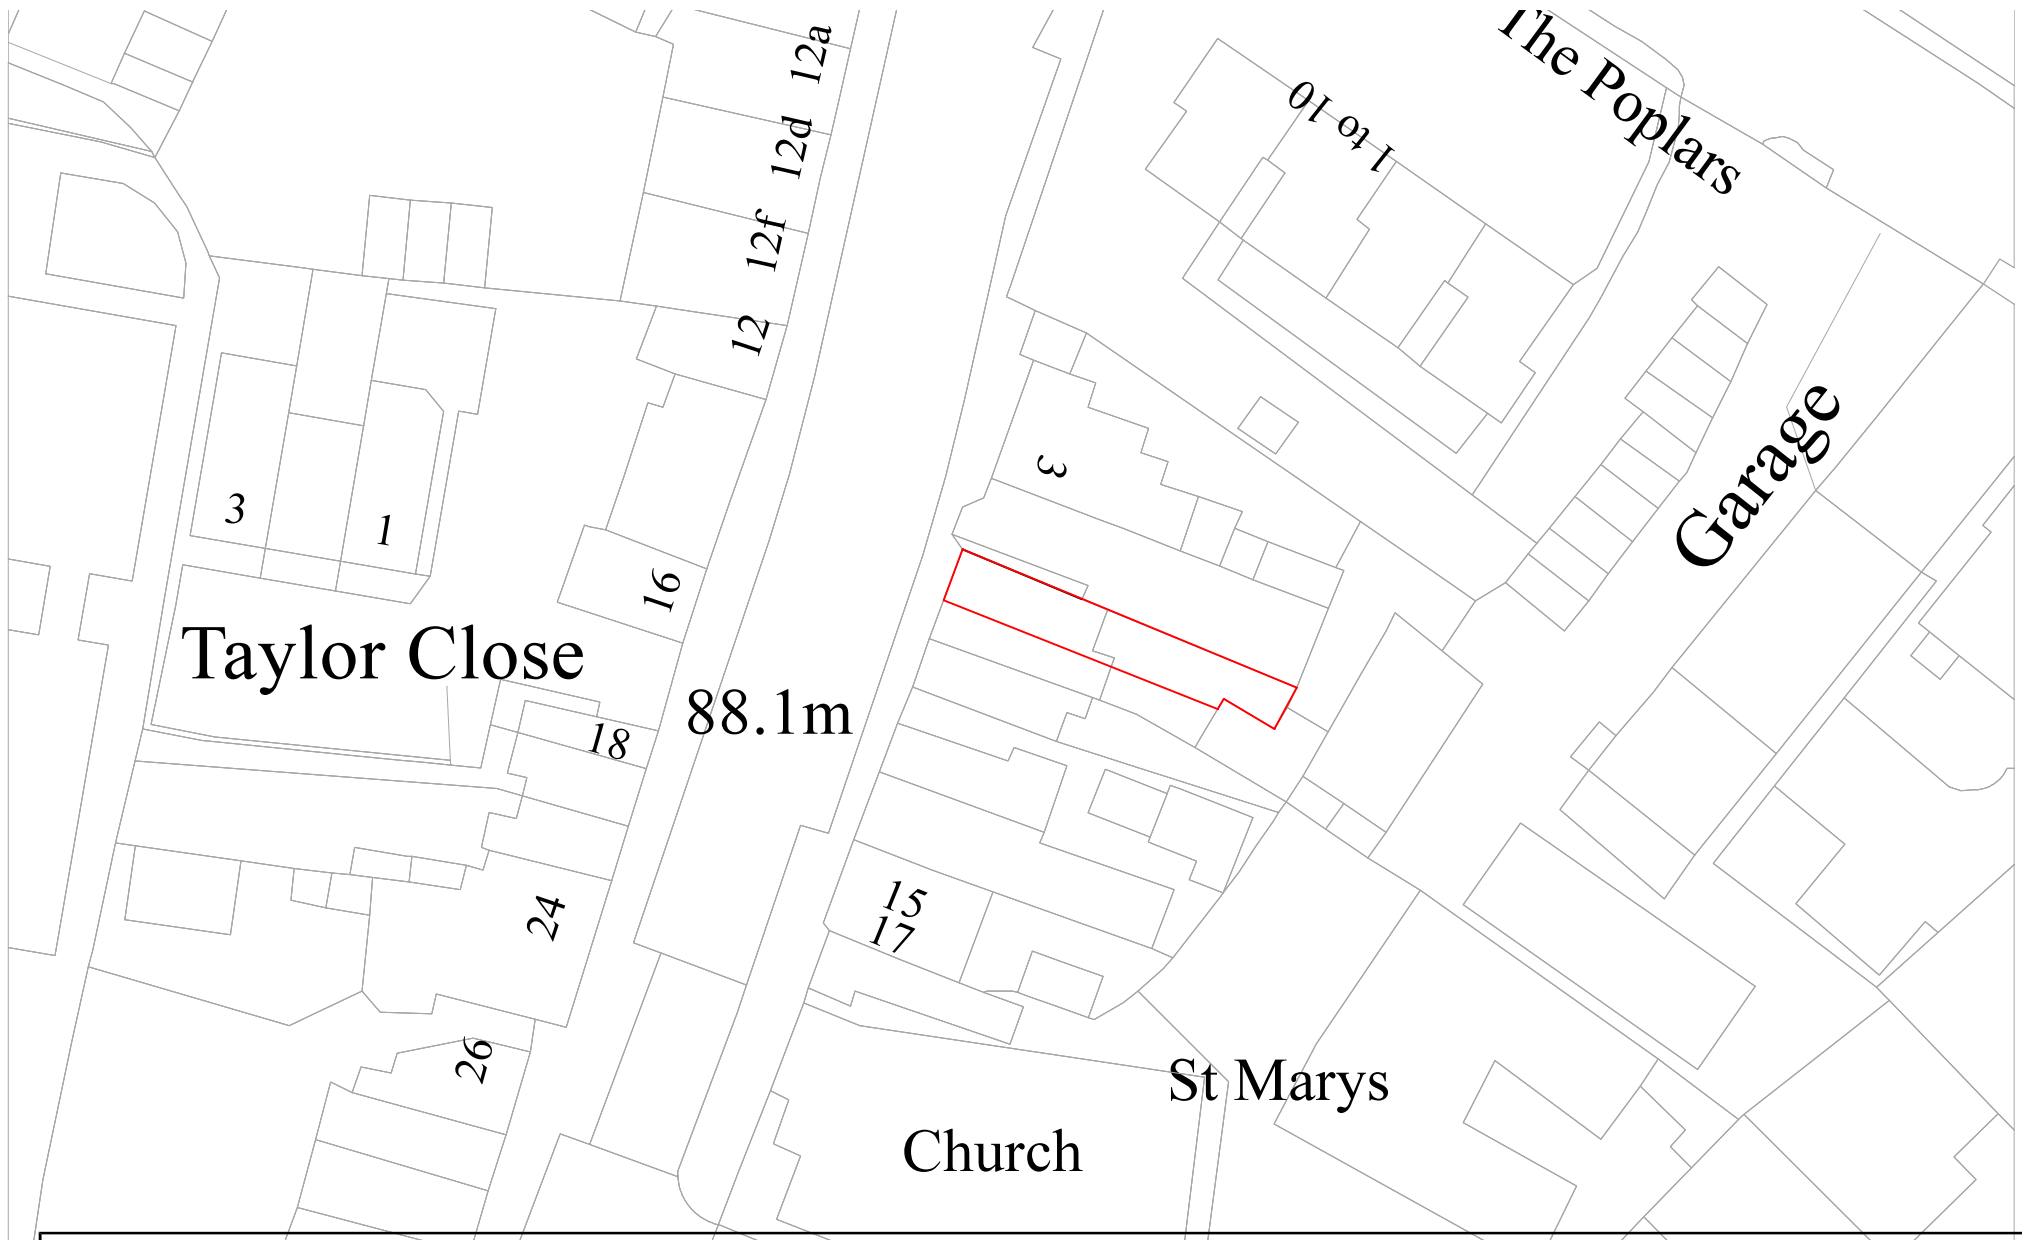 The Poplars
12a
12d
1 to 10
12f
12
Garage
3
3
1
16
Taylor Close
88.1m
18
15
17
24
26
St Marys
Church